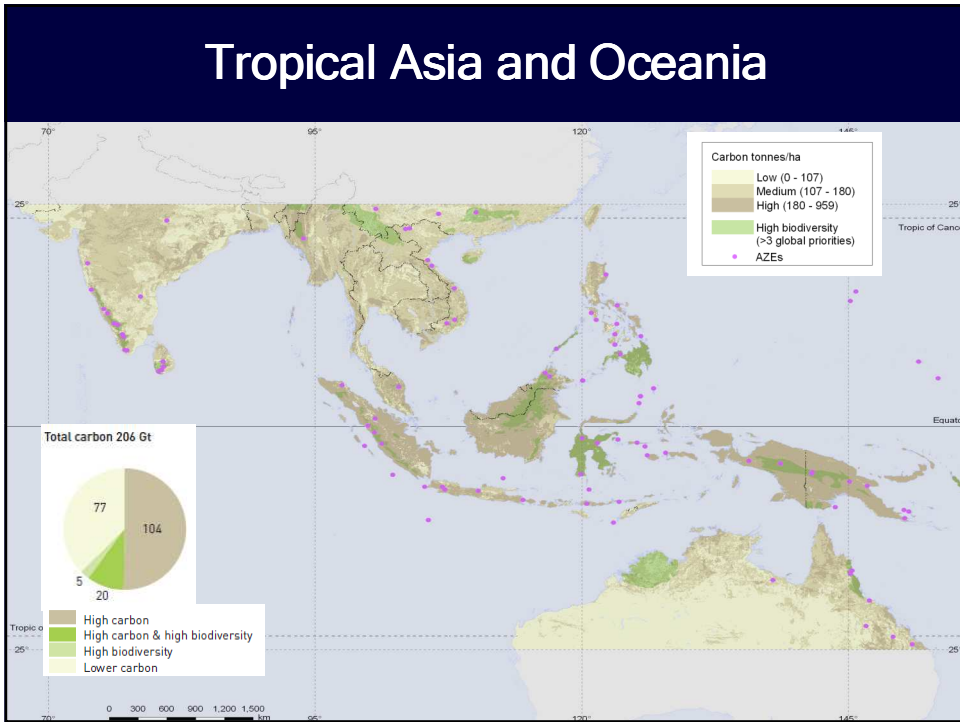 Tropical Asia and Oceania
70°
95°
120°
145°
Carbon tonnes/ha
Low (0 - 107)
Medium (107 - 180)
High (180 - 959)
High biodiversity
(>3 global priorities)
AZEs
25°
25°
Tropic of Canc
Equato
Total carbon 206 Gt
77
104
5
20
High carbon
High carbon & high biodiversity
High biodiversity
Lower carbon
Tropic o
25°
25°
0 300 600 900 1,200 1,500
km
70°
95°
120°
145°